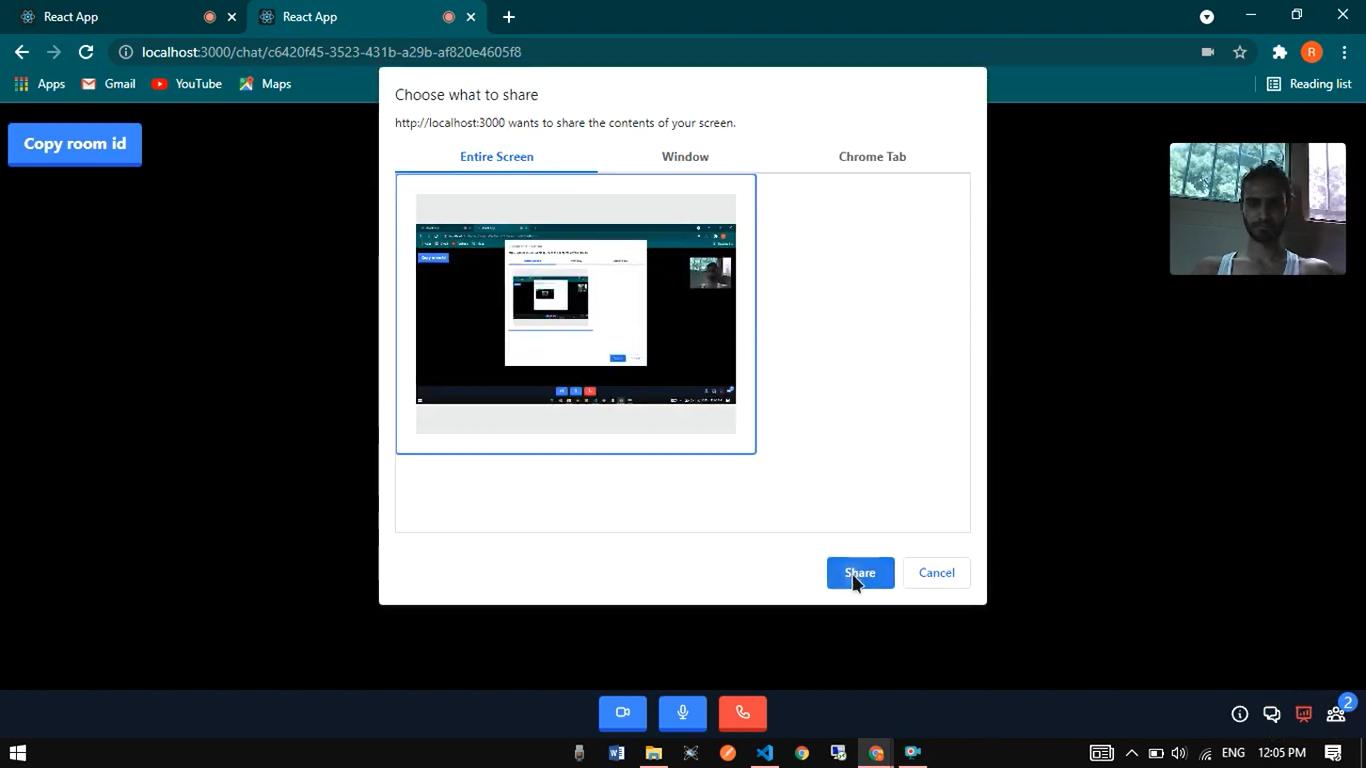 React App
React App
localhost:3000/chat/c6420f45-3523-431b-a29b-af820e4605f8
R
Apps
Gmail
YouTube
Maps
Reading list
Copy room id
Choose what to share
http://localhost:3000 wants to share the contents of your screen.
Entire Screen
Window
Chrome Tab
Share
Cancel
2
ENG
12:05 PM